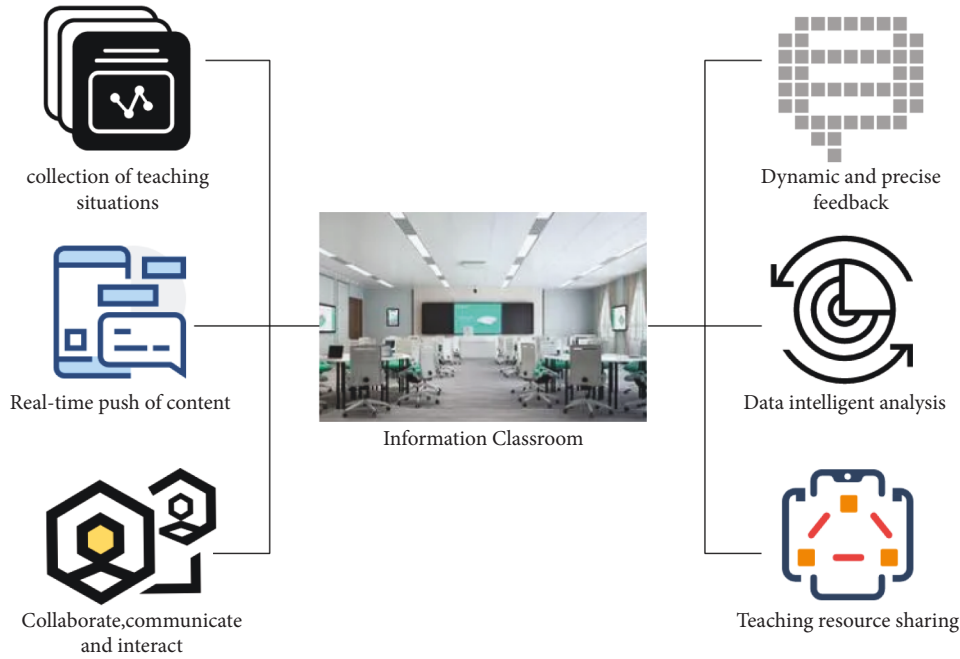 collection of teaching
situations
Real-time push of content
Collaborate,communicate
and interact
Information Classroom
Dynamic and precise
feedback
Data intelligent analysis
Teaching resource sharing